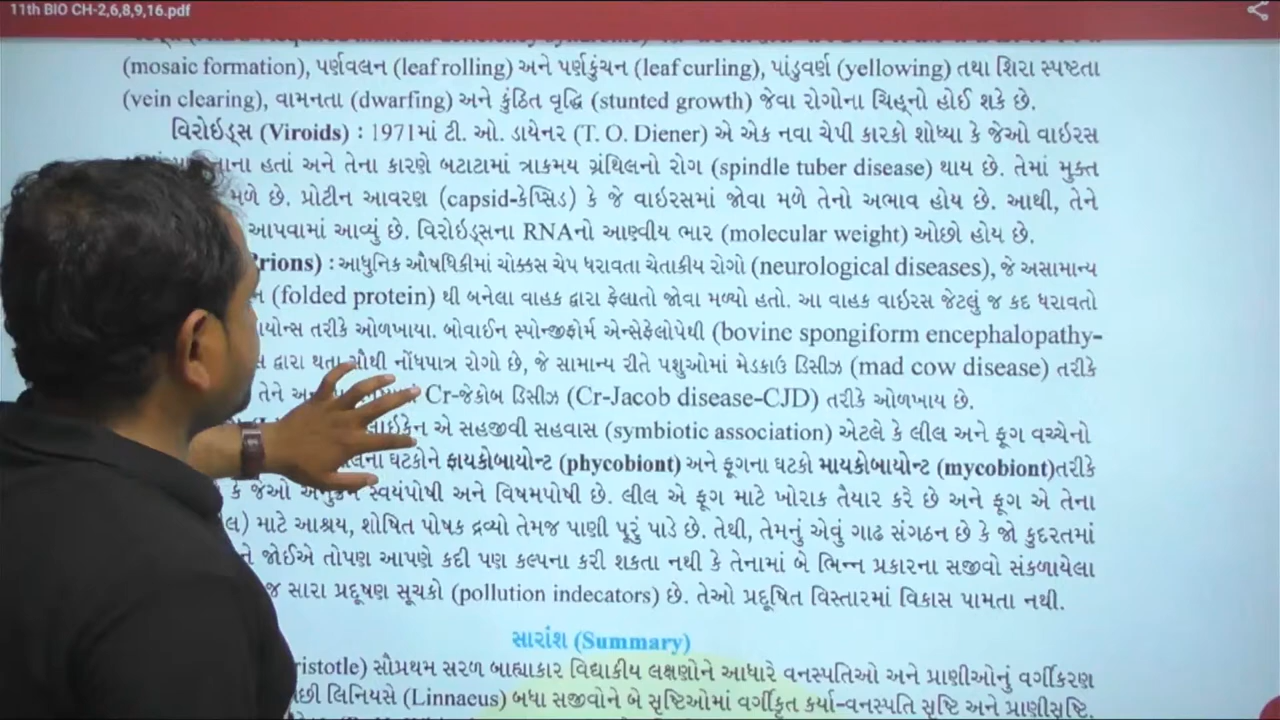 11th BIO CH-2,6,8,9,16.pdf
(mosaic formation), પર્ણવલન (leaf rolling) અને પર્ણકુંચન (leaf curling), પાંડુવર્ણ (yellowing) તથા શિરા સ્પષ્ટતા
(vein clearing), વામનતા (dwarfing) અને કુંઠિત વૃદ્ધિ (stunted growth) જેવા રોગોના ચિહ્નો હોઈ શકે છે.
વિરોઇડ્સ (Viroids) : 1971માં ટી. ઓ. ડાયેનર (T. O. Diener) એ એક નવા ચેપી કારકો શોધ્યા કે જેઓ વાઇરસ
હતાં અને તેના કારણે બટાટામાં ત્રાકમય ગ્રંથિલનો રોગ (spindle tuber disease) થાય છે. તેમાં મુક્ત
મળે છે. પ્રોટીન આવરણ (capsid-કેપ્સિડ) કે જે વાઇરસમાં જોવા મળે તેનો અભાવ હોય છે. આથી, તેને
આપવામાં આવ્યું છે. વિરોઇડ્સના RNAનો આણ્વીય ભાર (molecular weight) ઓછો હોય છે.
Prions) : આધુનિક ઔષધિકીમાં ચોક્કસ ચેપ ધરાવતા ચેતાકીય રોગો (neurological diseases), જે અસામાન્ય
(folded protein) થી બનેલા વાહક દ્વારા ફેલાતો જોવા મળ્યો હતો. આ વાહક વાઇરસ જેટલું જ કદ ધરાવતો
યોન્સ તરીકે ઓળખાયા. બોવાઈન સ્પોન્જીફોર્મ એન્સેફેલોપેથી (bovine spongiform encephalopathy-
દ્વારા થતા સૌથી નોંધપાત્ર રોગો છે, જે સામાન્ય રીતે પશુઓમાં મેડકાઉ ડિસીઝ (mad cow disease) તરીકે
તેને Cr-જેકોબ ડિસીઝ (Cr-Jacob disease-CJD) તરીકે ઓળખાય છે.
લાઇકેન એ સહજીવી સહવાસ (symbiotic association) એટલે કે લીલ અને ફૂગ વચ્ચેનો
ઘટકોને ફાયકોબાયોન્ટ (phycobiont) અને ફૂગના ઘટકો માયકોબાયોન્ટ (mycobiont)તરીકે
કે જેઓ અનુક્રમે સ્વયંપોષી અને વિષમપોષી છે. લીલ એ ફૂગ માટે ખોરાક તૈયાર કરે છે અને ફૂગ એ તેના
લ) માટે આશ્રય, શોષિત પોષક દ્રવ્યો તેમજ પાણી પૂરું પાડે છે. તેથી, તેમનું એવું ગાઢ સંગઠન છે કે જો કુદરતમાં
ને જોઈએ તોપણ આપણે કદી પણ કલ્પના કરી શકતા નથી કે તેનામાં બે ભિન્ન પ્રકારના સજીવો સંકળાયેલા
જ સારા પ્રદૂષણ સૂચકો (pollution indecators) છે. તેઓ પ્રદૂષિત વિસ્તારમાં વિકાસ પામતા નથી.
સારાંશ (Summary)
ristotle) સૌપ્રથમ સરળ બાહ્યાકાર વિદ્યાકીય લક્ષણોને આધારે વનસ્પતિઓ અને પ્રાણીઓનું વર્ગીકરણ
છી લિનિયસે (Linnaeus) બધા સજીવોને બે સૃષ્ટિઓમાં વર્ગીકૃત કર્યા-વનસ્પતિ સૃષ્ટિ અને પ્રાણીસૃષ્ટિ.